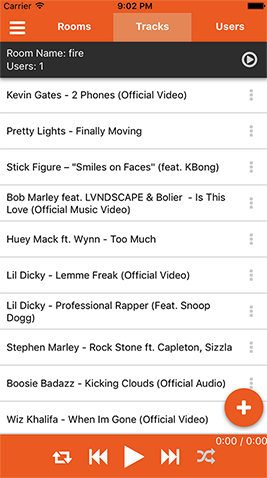 Carrier 9:02 PM
Rooms Tracks Users
Room Name: fire
Users: 1
Kevin Gates - 2 Phones (Official Video)
Pretty Lights - Finally Moving
Stick Figure – "Smiles on Faces" (feat. KBong)
Bob Marley feat. LVNDSCAPE & Bolier - Is This
Love (Official Music Video)
Huey Mack ft. Wynn - Too Much
Lil Dicky - Lemme Freak (Official Video)
Lil Dicky - Professional Rapper (Feat. Snoop
Dogg)
Stephen Marley - Rock Stone ft. Capleton, Sizzla
Boosie Badazz - Kicking Clouds (Official Audio)
Wiz Khalifa - When Im Gone (Official Video)
0:00 / 0:00